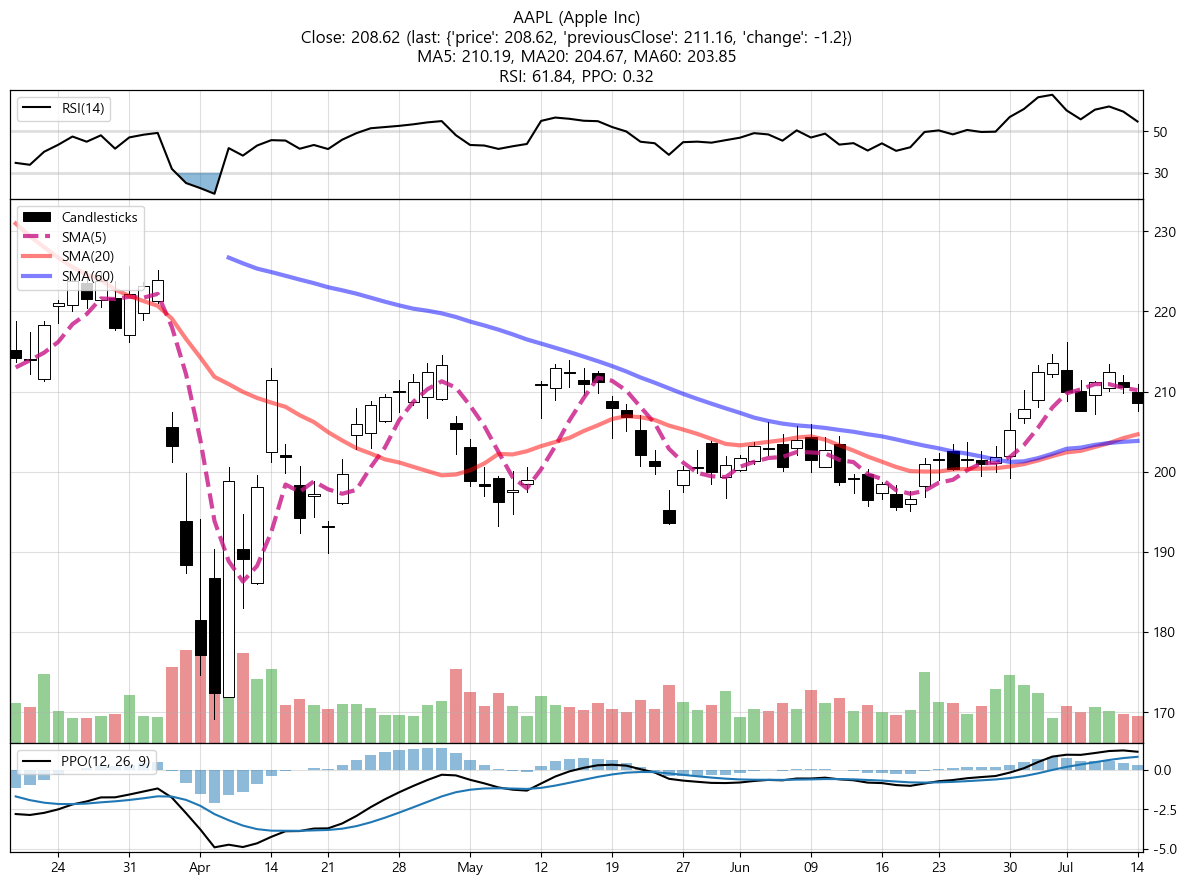 AAPL (Apple Inc)
Close: 208.62 (last: {'price': 208.62, 'previousClose': 211.16, 'change': -1.2})
MA5: 210.19, MA20: 204.67, MA60: 203.85
RSI: 61.84, PPO: 0.32
RSI(14)
50
30
Candlesticks
SMA(5)
SMA(20)
SMA(60)
230
220
210
200
190
180
170
PPO(12, 26, 9)
0.0
-2.5
-5.0
24 31 Apr 14 21 28 May 12 19 27 Jun 09 16 23 30 Jul 14